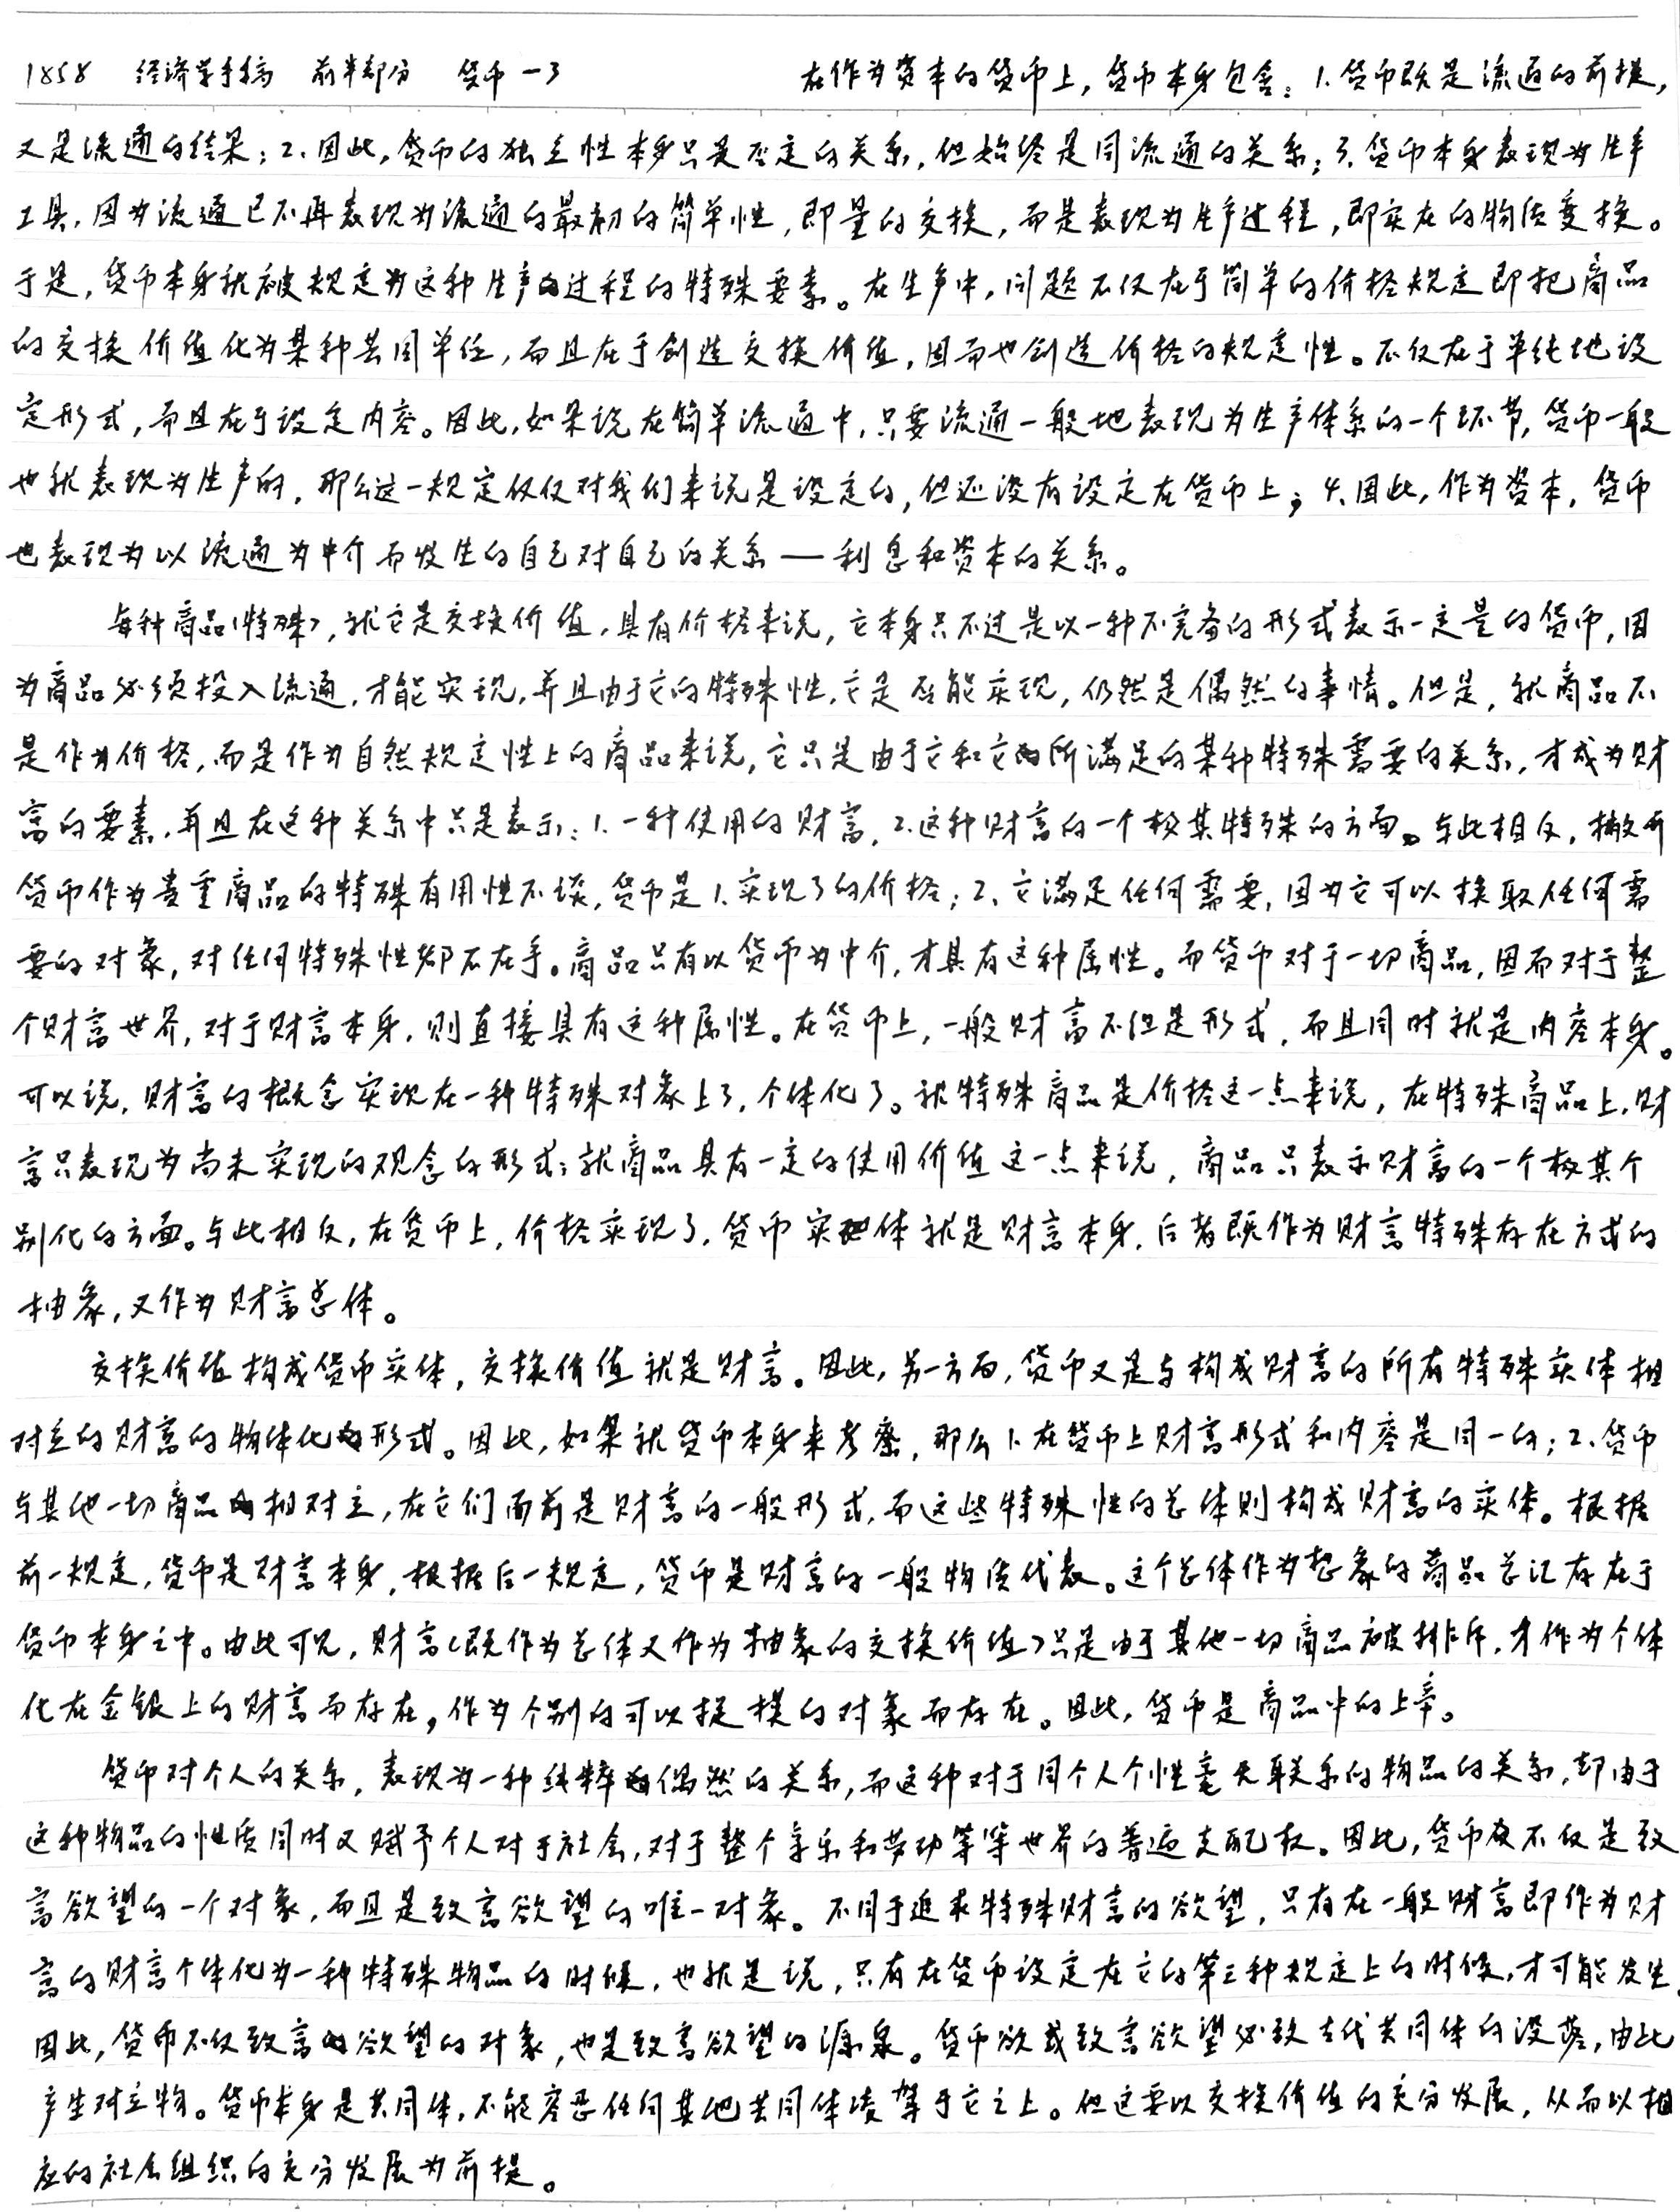 1858 经济学手稿 前半部分 货币-3 在作为资本的货币上，货币本身包含：1.货币既是流通的前提，
又是流通的结果；2.因此，货币的独立性本身只是否定的关系，但始终是同流通的关系；3.货币本身表现为生产
工具，因为流通已不再表现为流通的最初的简单性，即量的交换，而是表现为生产过程，即实在的物质变换。
于是，货币本身就被规定为这种生产过程的特殊要素。在生产中，问题不仅在于简单的价格规定即把商品
的交换价值化为某种共同单位，而且在于创造交换价值，因而也创造价格的规定性。不仅在于单纯地设
定形式，而且在于设定内容。因此，如果说在简单流通中，只要流通一般地表现为生产体系的一个环节，货币一般
也就表现为生产的，那么这一规定仅仅对我们来说是设定的，但还没有设定在货币上；4.因此，作为资本，货币
也表现为以流通为中介而发生的自己对自己的关系——利息和资本的关系。
每种商品（特殊），就它是交换价值，具有价格来说，它本身只不过是以一种不完备的形式表示一定量的货币，因
为商品必须投入流通，才能实现，并且由于它的特殊性，它是否能实现，仍然是偶然的事情。但是，就商品不
是作为价格，而是作为自然规定性上的商品来说，它只是由于它和它所满足的某种特殊需要的关系，才成为财
富的要素，并且在这种关系中只是表示：1.一种使用的财富，2.这种财富的一个极其特殊的方面。与此相反，撇开
货币作为贵重商品的特殊有用性不谈，货币是1.实现了的价格；2.它满足任何需要，因为它可以换取任何需
要的对象，对任何特殊性都不在乎。商品只有以货币为中介，才具有这种属性。而货币对于一切商品，因而对于整
个财富世界，对于财富本身，则直接具有这种属性。在货币上，一般财富不但是形式，而且同时就是内容本身。
可以说，财富的概念实现在一种特殊对象上了，个体化了。就特殊商品是价格这一点来说，在特殊商品上，财
富只表现为尚未实现的观念的形式；就商品具有一定的使用价值这一点来说，商品只表示财富的一个极其个
别化的方面。与此相反，在货币上，价格实现了，货币实体就是财富本身，后者既作为财富特殊存在方式的
抽象，又作为财富总体。
交换价值构成货币实体，交换价值就是财富。因此，另一方面，货币又是与构成财富的所有特殊实体相
对立的财富的物体化形式。因此，如果就货币本身来考察，那么1.在货币上财富形式和内容是同一的；2.货币
与其他一切商品相对立，在它们面前是财富的一般形式，而这些特殊性的总体则构成财富的实体。根据
前一规定，货币是财富本身，根据后一规定，货币是财富的一般物质代表。这个总体作为想象的商品总汇存在于
货币本身之中。由此可见，财富（既作为总体又作为抽象的交换价值）只是由于其他一切商品被排斥，才作为个体
化在金银上的财富而存在，作为个别的可以捉摸的对象而存在。因此，货币是商品中的上帝。
货币对个人的关系，表现为一种纯粹偶然的关系，而这种对于同个人个性毫无联系的物品的关系，却由于
这种物品的性质同时又赋予个人对于社会，对于整个享乐和劳动等等世界的普遍支配权。因此，货币不仅是致
富欲望的一个对象，而且是致富欲望的唯一对象。不同于追求特殊财富的欲望，只有在一般财富即作为财
富的财富个体化为一种特殊物品的时候，也就是说，只有在货币设定在它的第三种规定上的时候，才可能发生。
因此，货币不仅致富欲望的对象，也是致富欲望的源泉。货币欲或致富欲望必致古代共同体的没落，由此
产生对立物。货币本身是共同体，不能容忍任何其他共同体凌驾于它之上。但这要以交换价值的充分发展，从而以相
应的社会组织的充分发展为前提。